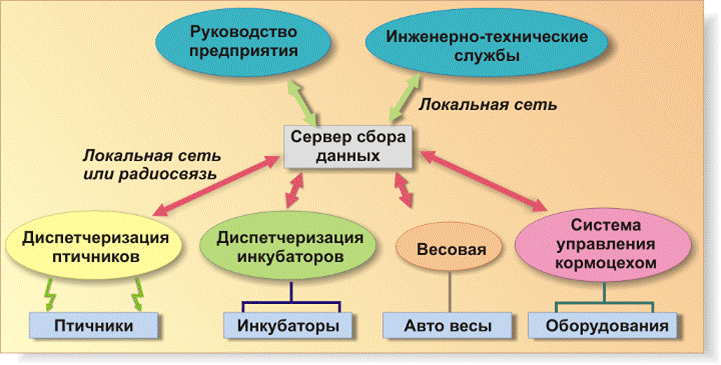 Руководство
предприятия
Инженерно-технические
службы
Локальная сеть
Сервер сбора
данных
Локальная сеть
или радиосвязь
Диспетчеризация
птичников
Диспетчеризация
инкубаторов
Весовая
Система
управления
кормоцехом
Птичники
Инкубаторы
Авто весы
Оборудования